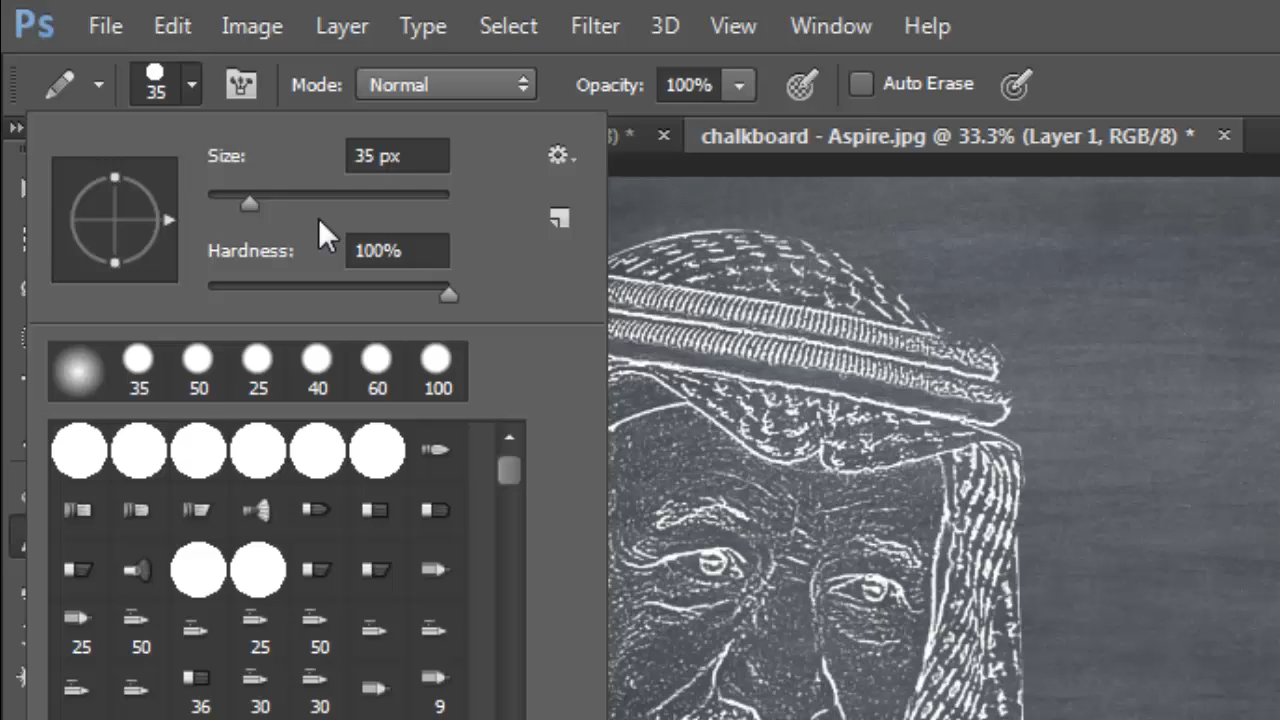 Ps File Edit Image Layer Type Select Filter 3D View Window Help
35 Mode: Normal Opacity: 100% Auto Erase
) * × chalkboard - Aspire.jpg @ 33.3% (Layer 1, RGB/8) * ×
Size: 35 px
Hardness: 100%
35 50 25 40 60 100
25 50 25 50
36 30 30 9